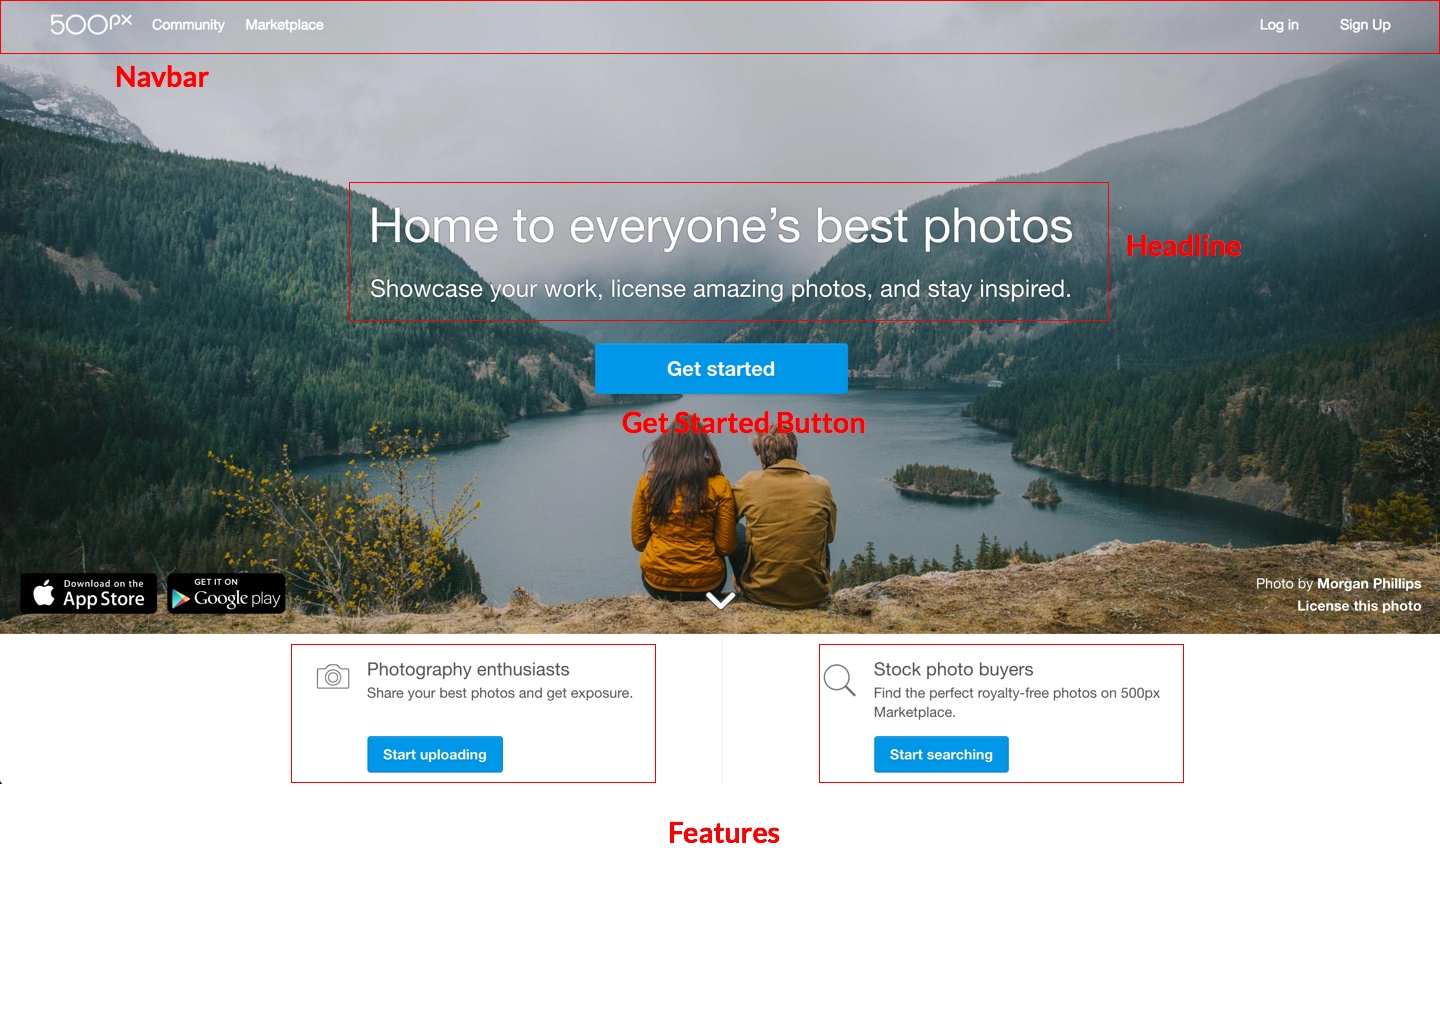 500px Community Marketplace Log in Sign Up
Navbar
Home to everyone’s best photos
Headline
Showcase your work, license amazing photos, and stay inspired.
Get started
Get Started Button
Download on the
App Store
GET IT ON
Google play
Photo by Morgan Phillips
License this photo
Photography enthusiasts
Share your best photos and get exposure.
Start uploading
Stock photo buyers
Find the perfect royalty-free photos on 500px
Marketplace.
Start searching
Features